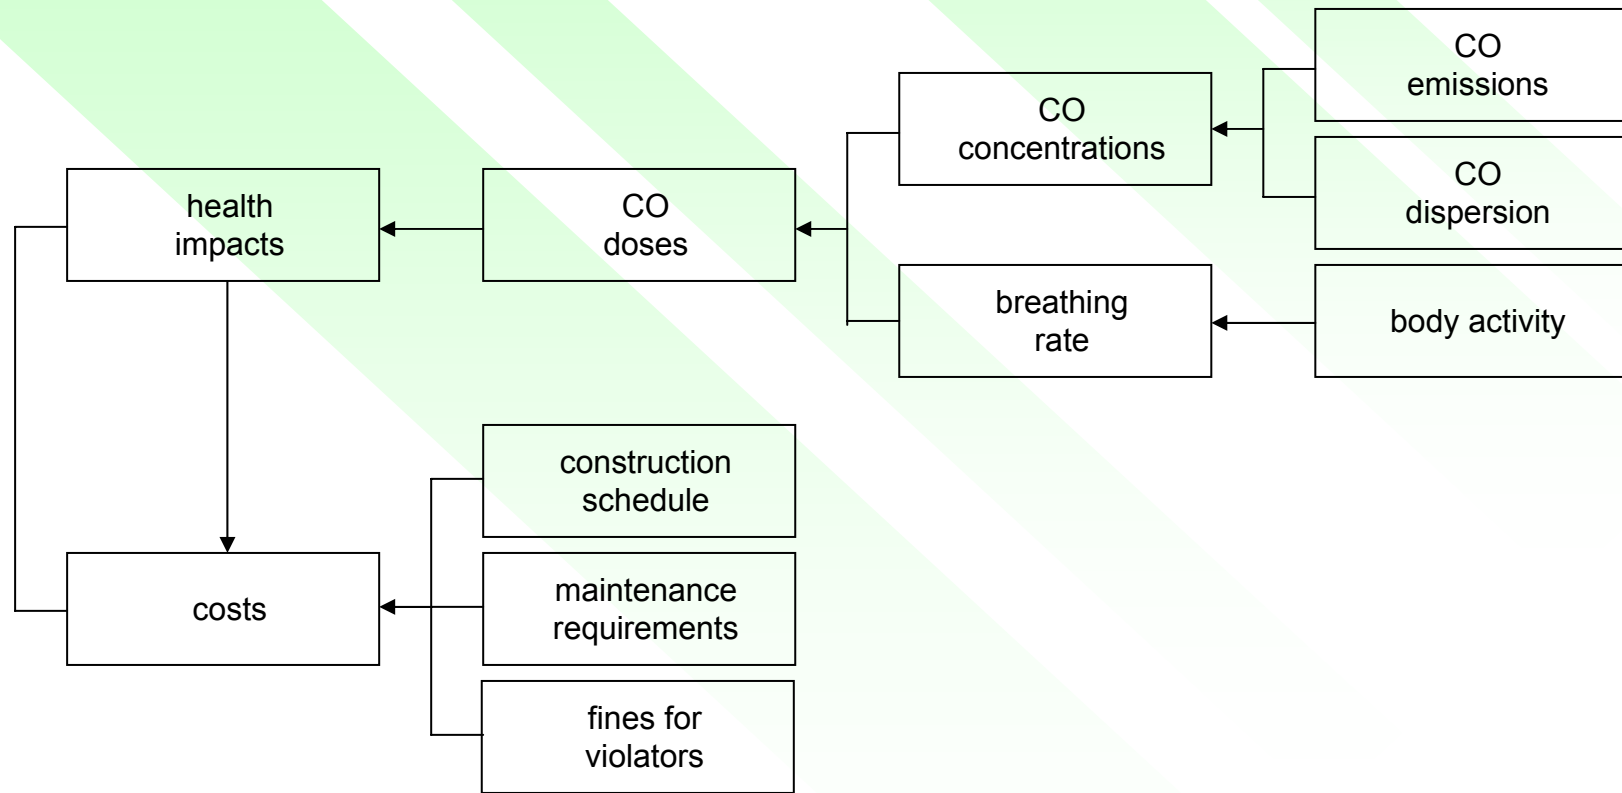 CO
emissions
CO
concentrations
CO
dispersion
health
impacts
CO
doses
breathing
rate
body activity
construction
schedule
maintenance
requirements
costs
fines for
violators